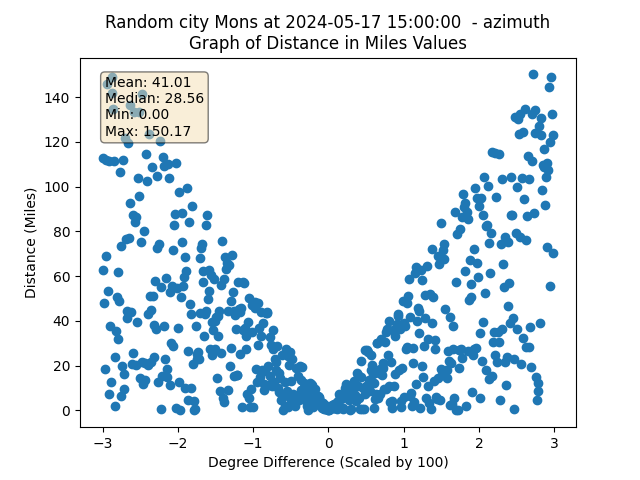 Random city Mons at 2024-05-17 15:00:00 - azimuth
Graph of Distance in Miles Values
Mean: 41.01
Median: 28.56
Min: 0.00
Max: 150.17
Distance (Miles)
140
120
100
80
60
40
20
0
−3
−2
−1
0
1
2
3
Degree Difference (Scaled by 100)